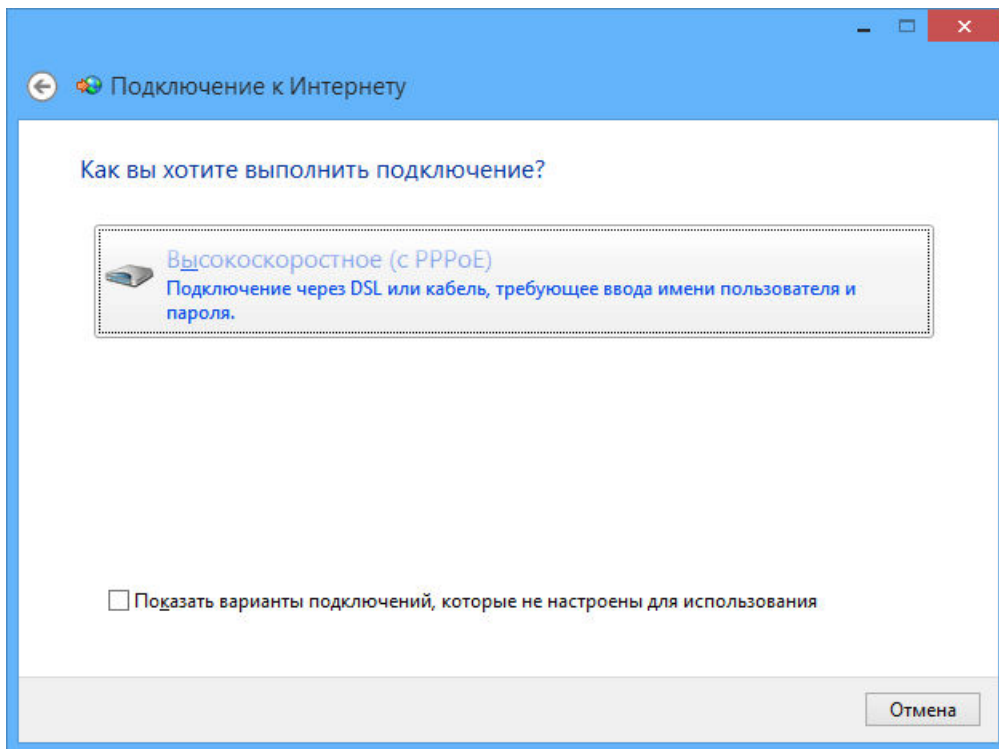 Подключение к Интернету
Как вы хотите выполнить подключение?
Высокоскоростное (с PPPoE)
Подключение через DSL или кабель, требующее ввода имени пользователя и
пароля.
Показать варианты подключений, которые не настроены для использования
Отмена